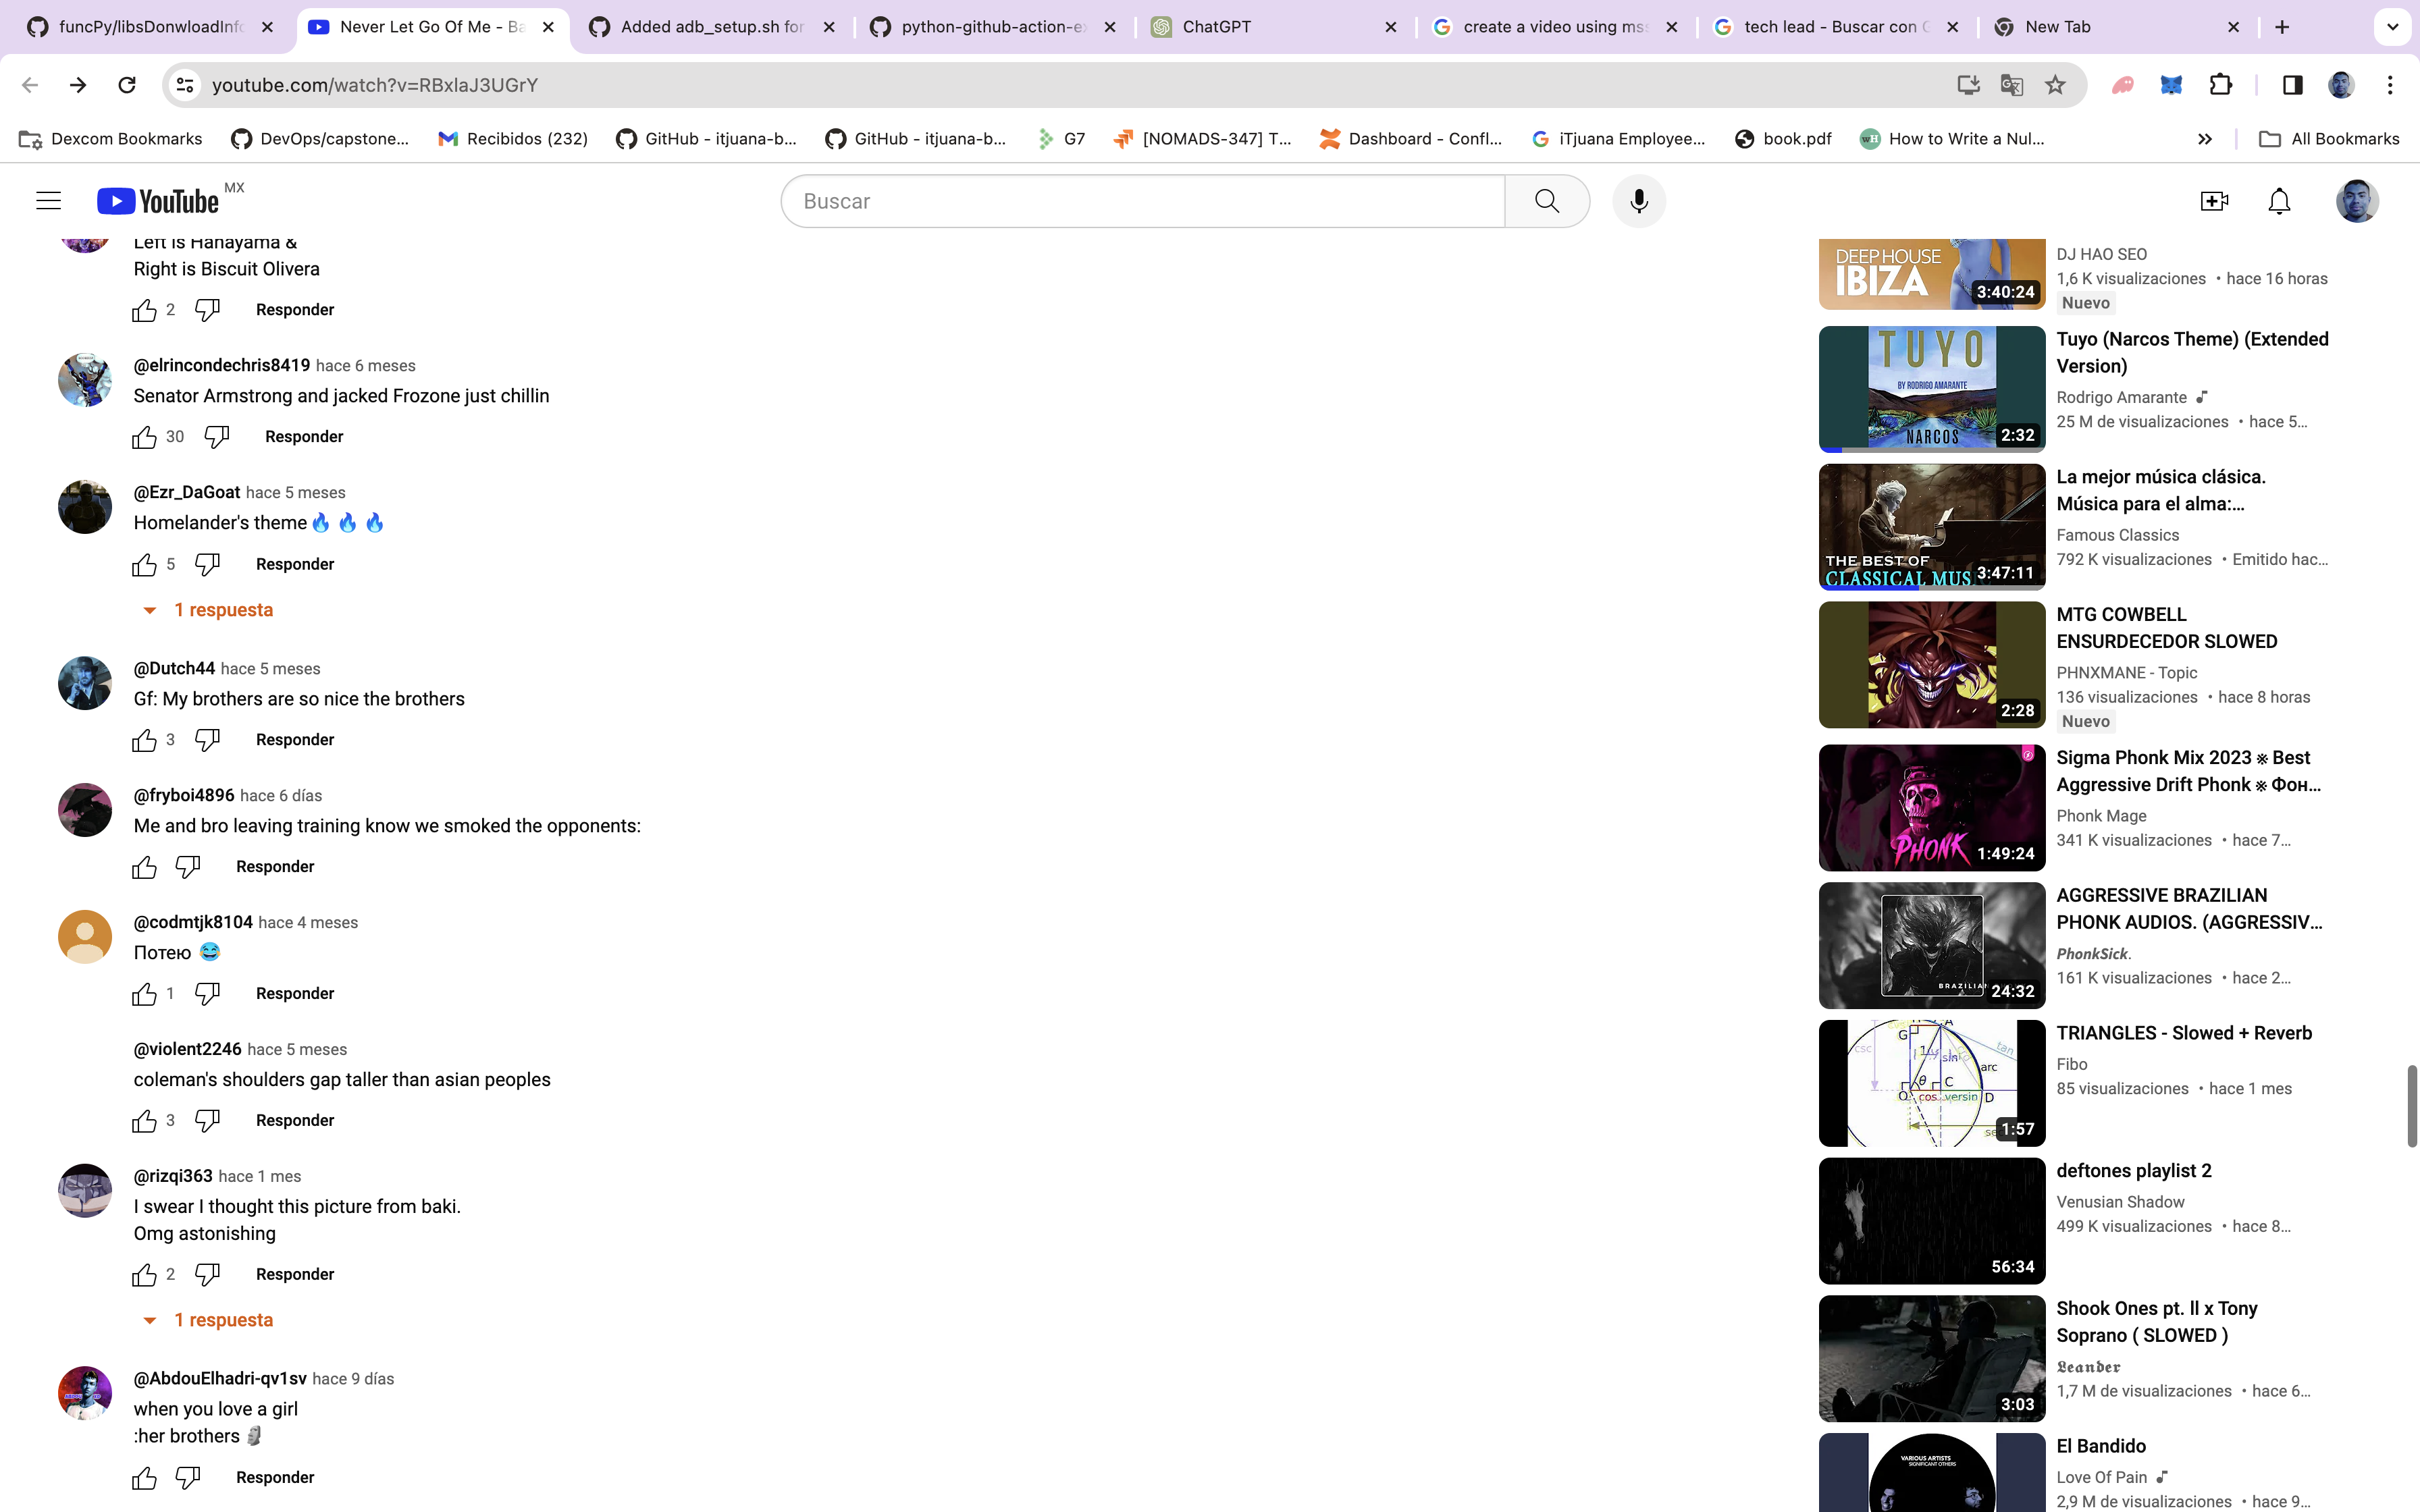 funcPy/libsDonwloadInfo
Never Let Go Of Me - Ba
Added adb_setup.sh for
python-github-action-ex
ChatGPT
create a video using mss
tech lead - Buscar con G
New Tab
youtube.com/watch?v=RBxlaJ3UGrY
Dexcom Bookmarks
DevOps/capstone...
Recibidos (232)
GitHub - itjuana-b...
GitHub - itjuana-b...
G7
[NOMADS-347] T...
Dashboard - Confl...
iTjuana Employee...
book.pdf
How to Write a Nul...
All Bookmarks
YouTube MX
Buscar
Left is Hanayama &
Right is Biscuit Olivera
2 Responder
@elrincondechris8419 hace 6 meses
Senator Armstrong and jacked Frozone just chillin
30 Responder
@Ezr_DaGoat hace 5 meses
Homelander's theme🔥 🔥 🔥
5 Responder
1 respuesta
@Dutch44 hace 5 meses
Gf: My brothers are so nice the brothers
3 Responder
@fryboi4896 hace 6 días
Me and bro leaving training know we smoked the opponents:
Responder
@codmtjk8104 hace 4 meses
Потею 😂
1 Responder
@violent2246 hace 5 meses
coleman's shoulders gap taller than asian peoples
3 Responder
@rizqi363 hace 1 mes
I swear I thought this picture from baki.
Omg astonishing
2 Responder
1 respuesta
@AbdouElhadri-qv1sv hace 9 días
when you love a girl
:her brothers 🗿
Responder
DEEP HOUSE
IBIZA
3:40:24
DJ HAO SEO
1,6 K visualizaciones • hace 16 horas
Nuevo
TUYO
BY RODRIGO AMARANTE
NARCOS
2:32
Tuyo (Narcos Theme) (Extended
Version)
Rodrigo Amarante
25 M de visualizaciones • hace 5...
THE BEST OF
CLASSICAL MUS
3:47:11
La mejor música clásica.
Música para el alma:...
Famous Classics
792 K visualizaciones • Emitido hac...
2:28
MTG COWBELL
ENSURDECEDOR SLOWED
PHNXMANE - Topic
136 visualizaciones • hace 8 horas
Nuevo
PHONK
1:49:24
Sigma Phonk Mix 2023 ※ Best
Aggressive Drift Phonk ※ Фон...
Phonk Mage
341 K visualizaciones • hace 7...
BRAZILIAN
24:32
AGGRESSIVE BRAZILIAN
PHONK AUDIOS. (AGGRESSIV...
PhonkSick.
161 K visualizaciones • hace 2...
G A
csc sin tan
arc
θ C
O cos versin D
1:57
TRIANGLES - Slowed + Reverb
Fibo
85 visualizaciones • hace 1 mes
56:34
deftones playlist 2
Venusian Shadow
499 K visualizaciones • hace 8...
3:03
Shook Ones pt. ll x Tony
Soprano ( SLOWED )
𝕷𝖊𝖆𝖓𝖉𝖊𝖗
1,7 M de visualizaciones • hace 6...
VARIOUS ARTISTS
SIGNIFICANT OTHERS
El Bandido
Love Of Pain
2,9 M de visualizaciones • hace 9...